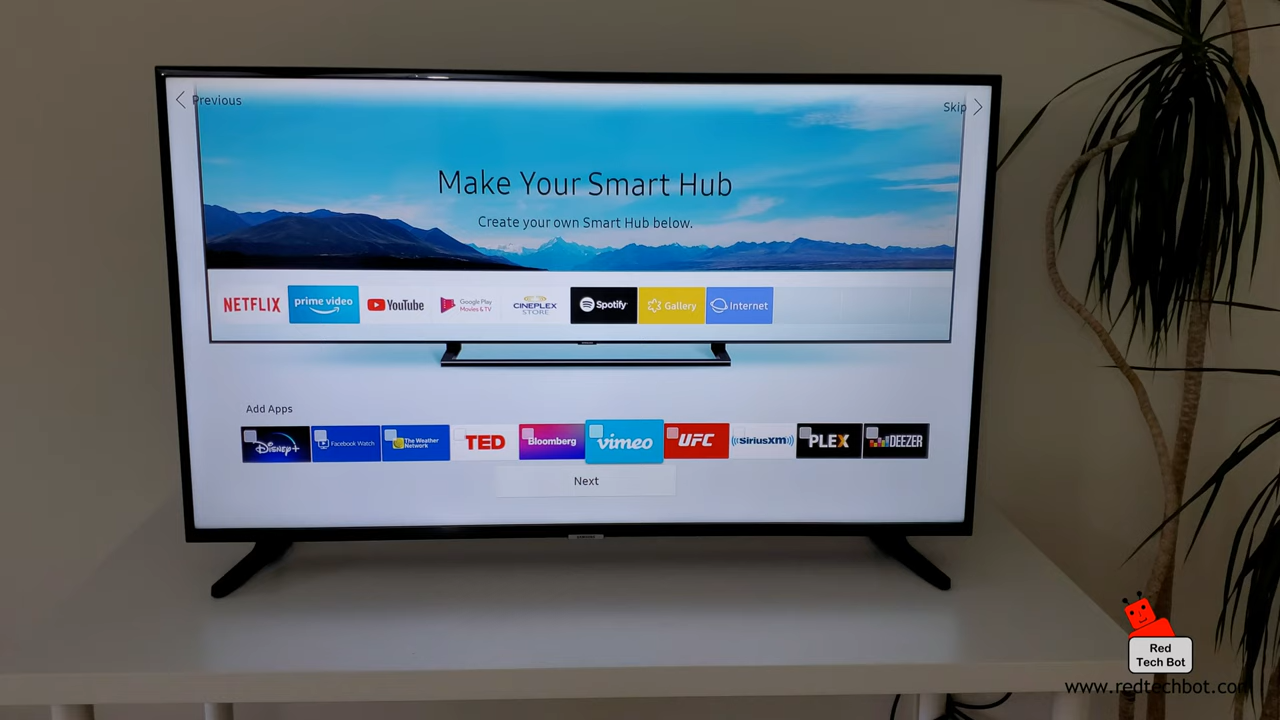 Previous
Skip
Make Your Smart Hub
Create your own Smart Hub below.
NETFLIX
prime video
YouTube
Google Play
Movies & TV
CINEPLEX
STORE
Spotify
Gallery
Internet
Add Apps
Disney+
Facebook Watch
The Weather
Network
TED
Bloomberg
vimeo
UFC
SiriusXM
PLEX
DEEZER
Next
SAMSUNG
Red
Tech Bot
www.redtechbot.com